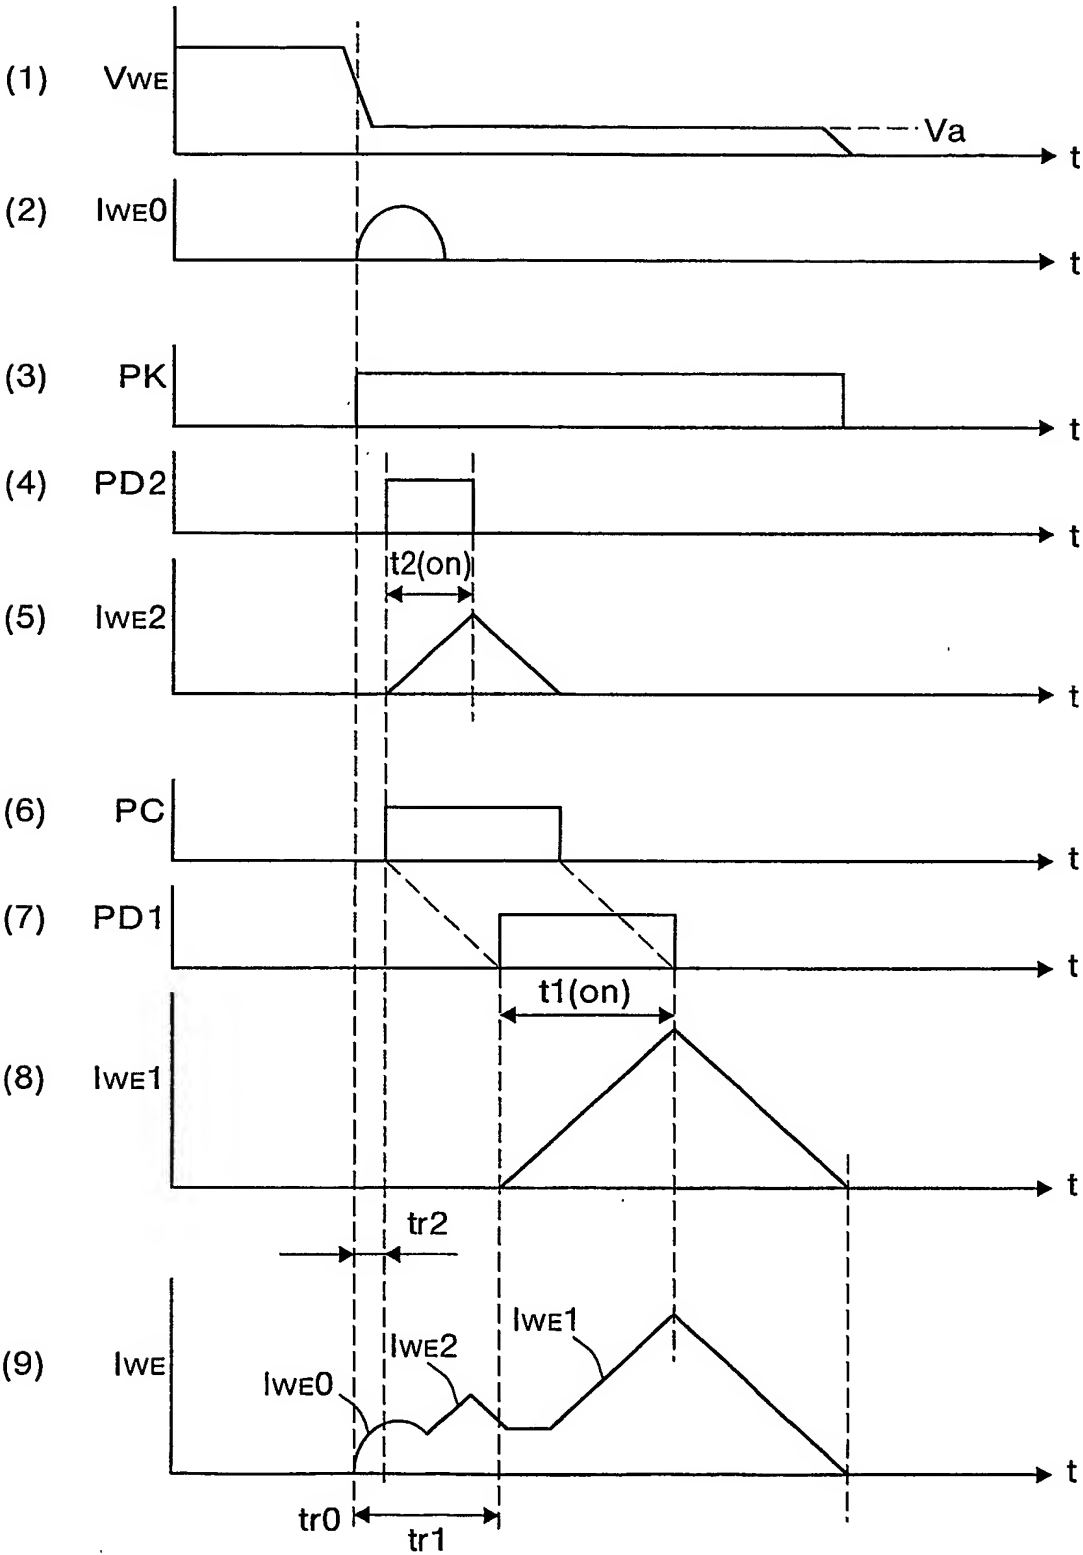 (1) VWE
Va
t
(2) IWE0
t
(3) PK
t
(4) PD2
t
t2(on)
(5) IWE2
t
(6) PC
t
(7) PD1
t
t1(on)
(8) IWE1
t
tr2
(9) IWE
IWE0
IWE2
IWE1
t
tr0
tr1